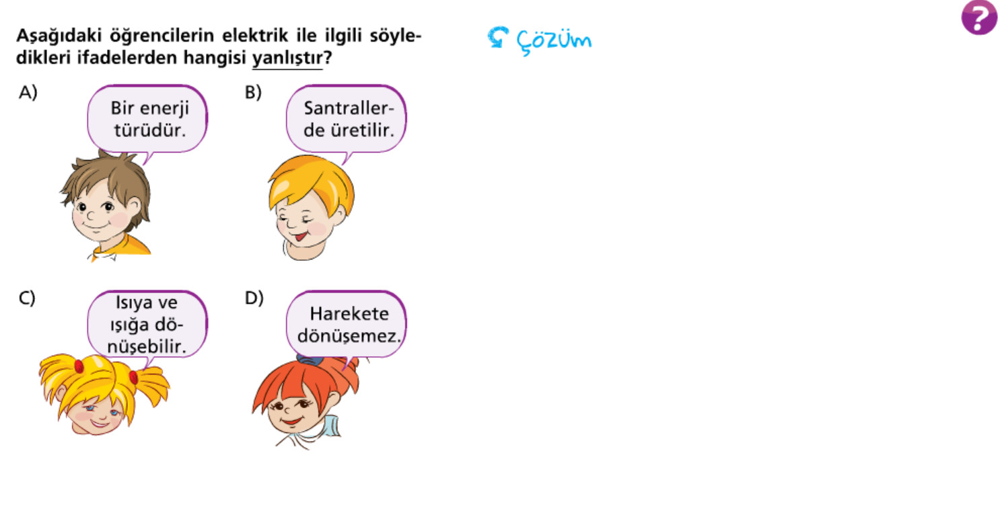 Aşağıdaki öğrencilerin elektrik ile ilgili söyle-
dikleri ifadelerden hangisi yanlıştır?
A)
Bir enerji
türüdür.
B)
Santraller-
de üretilir.
C)
Isıya ve
ışığa dö-
nüşebilir.
D)
Harekete
dönüşemez.
Çözüm
?